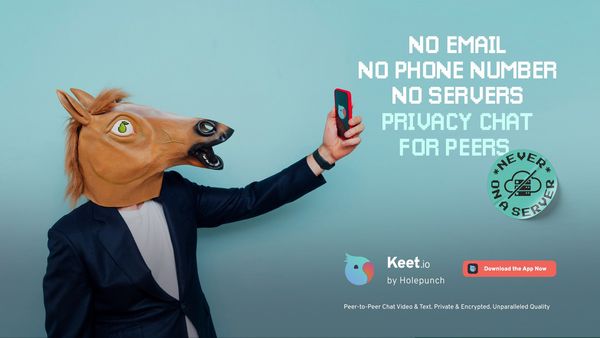 NO EMAIL
NO PHONE NUMBER
NO SERVERS
PRIVACY CHAT
FOR PEERS
*NEVER*
ON A SERVER
Keet.io
by Holepunch
Download the App Now
Peer-to-Peer Chat Video & Text. Private & Encrypted. Unparalleled Quality